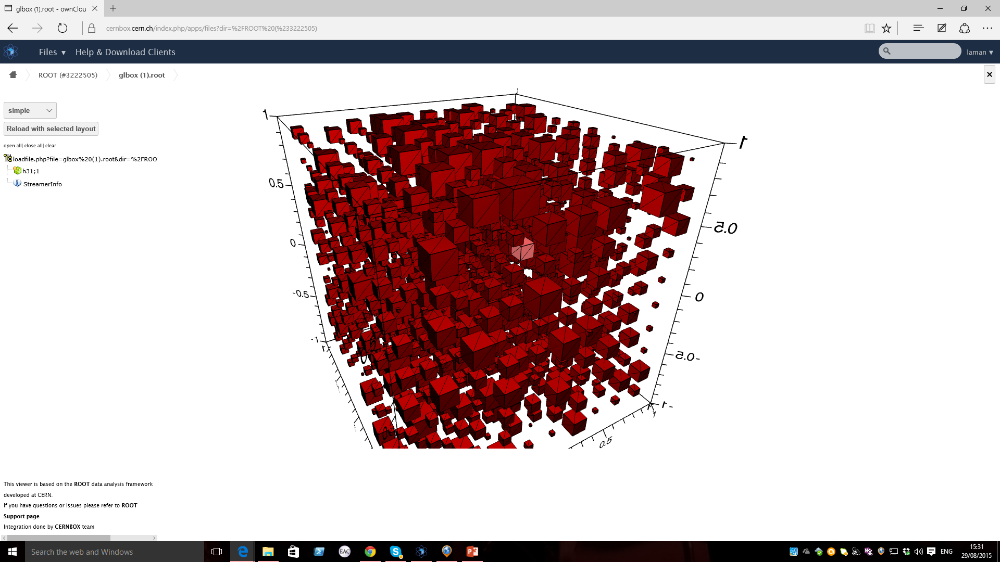 glbox (1).root - ownClou
cernbox.cern.ch/index.php/apps/files?dir=%2FROOT%20(%233222505)
Files ▾ Help & Download Clients
laman ▾
ROOT (#3222505) glbox (1).root
simple
Reload with selected layout
open all| close all| clear
loadfile.php?file=glbox%20(1).root&dir=%2FROO
h31;1
StreamerInfo
1
0.5
0
-0.5
-1
1
0.5
0
-0.5
-1
0.5
This viewer is based on the ROOT data analysis framework
developed at CERN.
If you have questions or issues please refer to ROOT
Support page
Integration done by CERNBOX team
Search the web and Windows
EAC
ENG
15:31
29/08/2015